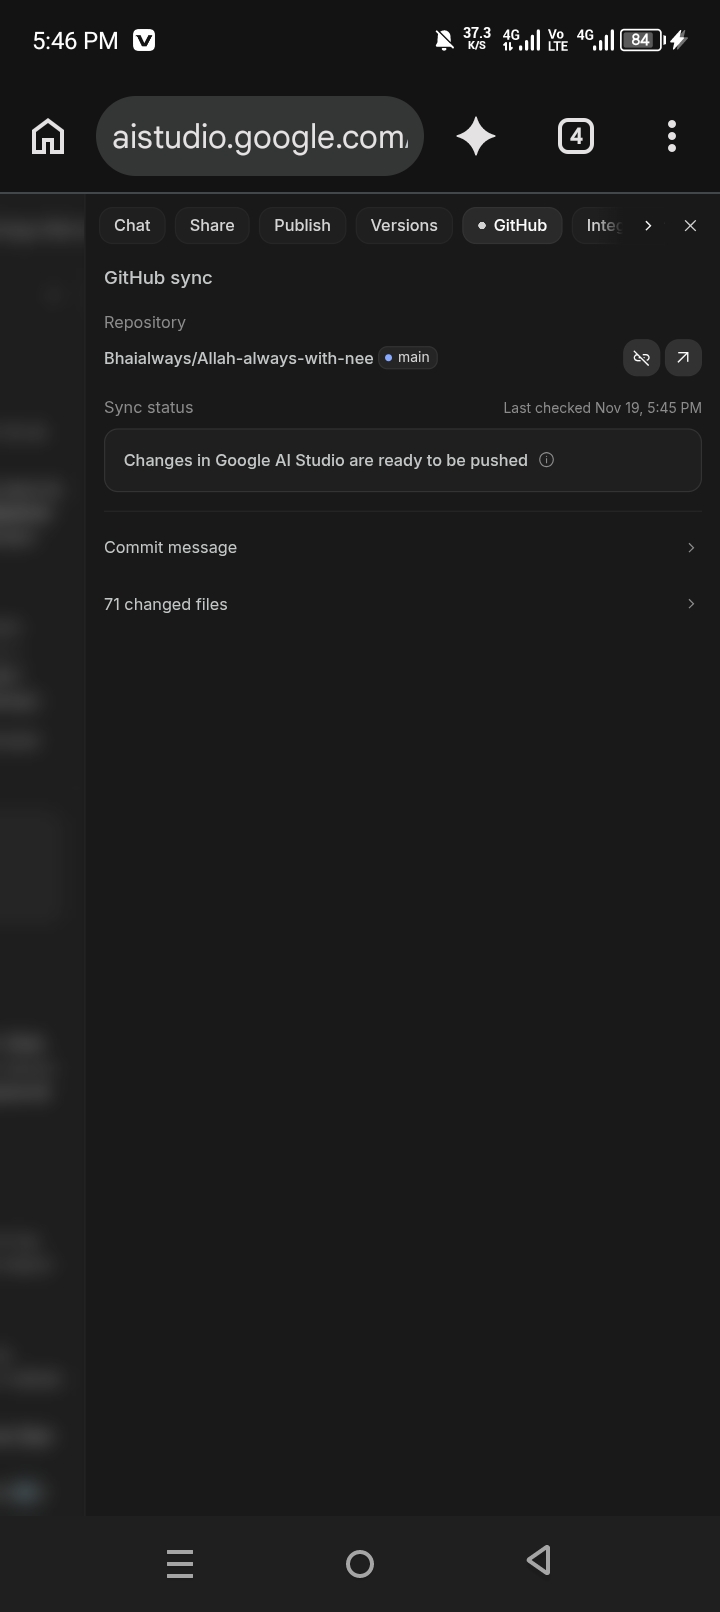 5:46 PM
37.3
K/S
4G
Vo
LTE
4G
84
aistudio.google.com/
4
Chat
Share
Publish
Versions
GitHub
Integ
GitHub sync
Repository
Bhaialways/Allah-always-with-nee
main
Sync status
Last checked Nov 19, 5:45 PM
Changes in Google AI Studio are ready to be pushed
Commit message
71 changed files